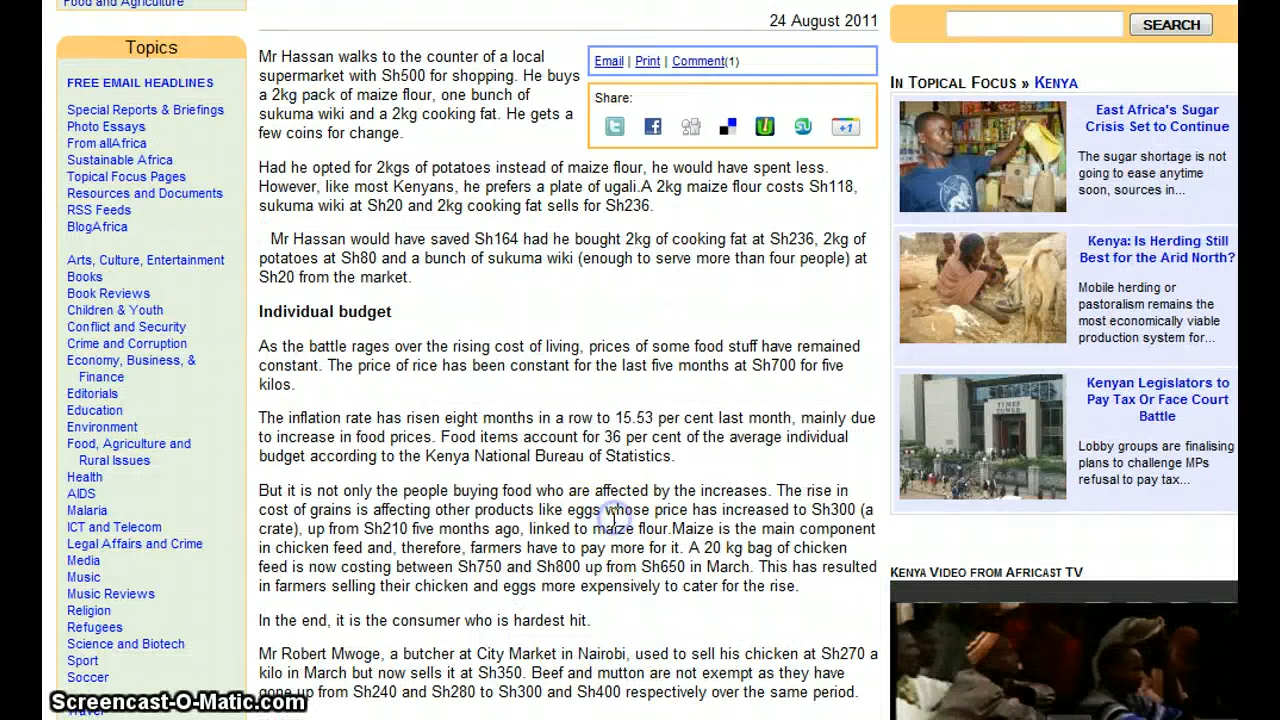 Food and Agriculture
Topics
FREE EMAIL HEADLINES
Special Reports & Briefings
Photo Essays
From allAfrica
Sustainable Africa
Topical Focus Pages
Resources and Documents
RSS Feeds
BlogAfrica
Arts, Culture, Entertainment
Books
Book Reviews
Children & Youth
Conflict and Security
Crime and Corruption
Economy, Business, &
Finance
Editorials
Education
Environment
Food, Agriculture and
Rural Issues
Health
AIDS
Malaria
ICT and Telecom
Legal Affairs and Crime
Media
Music
Music Reviews
Religion
Refugees
Science and Biotech
Sport
Soccer
Travel
24 August 2011
Mr Hassan walks to the counter of a local
supermarket with Sh500 for shopping. He buys
a 2kg pack of maize flour, one bunch of
sukuma wiki and a 2kg cooking fat. He gets a
few coins for change.
Email | Print | Comment(1)
Share:
+1
Had he opted for 2kgs of potatoes instead of maize flour, he would have spent less.
However, like most Kenyans, he prefers a plate of ugali.A 2kg maize flour costs Sh118,
sukuma wiki at Sh20 and 2kg cooking fat sells for Sh236.
Mr Hassan would have saved Sh164 had he bought 2kg of cooking fat at Sh236, 2kg of
potatoes at Sh80 and a bunch of sukuma wiki (enough to serve more than four people) at
Sh20 from the market.
Individual budget
As the battle rages over the rising cost of living, prices of some food stuff have remained
constant. The price of rice has been constant for the last five months at Sh700 for five
kilos.
The inflation rate has risen eight months in a row to 15.53 per cent last month, mainly due
to increase in food prices. Food items account for 36 per cent of the average individual
budget according to the Kenya National Bureau of Statistics.
But it is not only the people buying food who are affected by the increases. The rise in
cost of grains is affecting other products like eggs whose price has increased to Sh300 (a
crate), up from Sh210 five months ago, linked to maize flour.Maize is the main component
in chicken feed and, therefore, farmers have to pay more for it. A 20 kg bag of chicken
feed is now costing between Sh750 and Sh800 up from Sh650 in March. This has resulted
in farmers selling their chicken and eggs more expensively to cater for the rise.
In the end, it is the consumer who is hardest hit.
Mr Robert Mwoge, a butcher at City Market in Nairobi, used to sell his chicken at Sh270 a
kilo in March but now sells it at Sh350. Beef and mutton are not exempt as they have
gone up from Sh240 and Sh280 to Sh300 and Sh400 respectively over the same period.
SEARCH
IN TOPICAL FOCUS » KENYA
East Africa's Sugar
Crisis Set to Continue
The sugar shortage is not
going to ease anytime
soon, sources in...
Kenya: Is Herding Still
Best for the Arid North?
Mobile herding or
pastoralism remains the
most economically viable
production system for...
TIMES
TOWER
Kenyan Legislators to
Pay Tax Or Face Court
Battle
Lobby groups are finalising
plans to challenge MPs
refusal to pay tax...
KENYA VIDEO FROM AFRICAST TV
Screencast-O-Matic.com